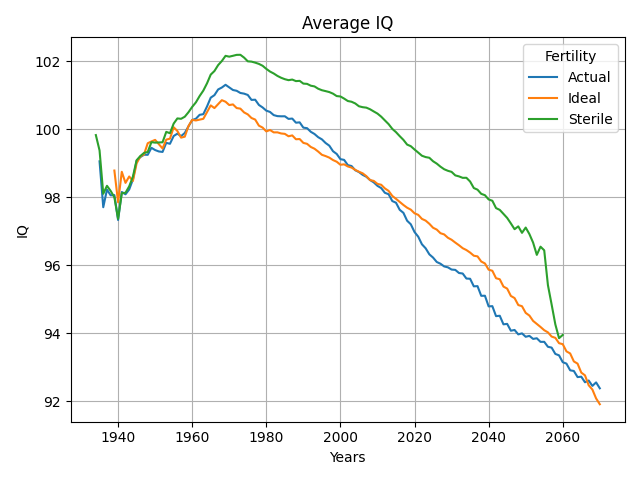 Average IQ
Fertility
Actual
Ideal
Sterile
IQ
102
100
98
96
94
92
1940 1960 1980 2000 2020 2040 2060
Years